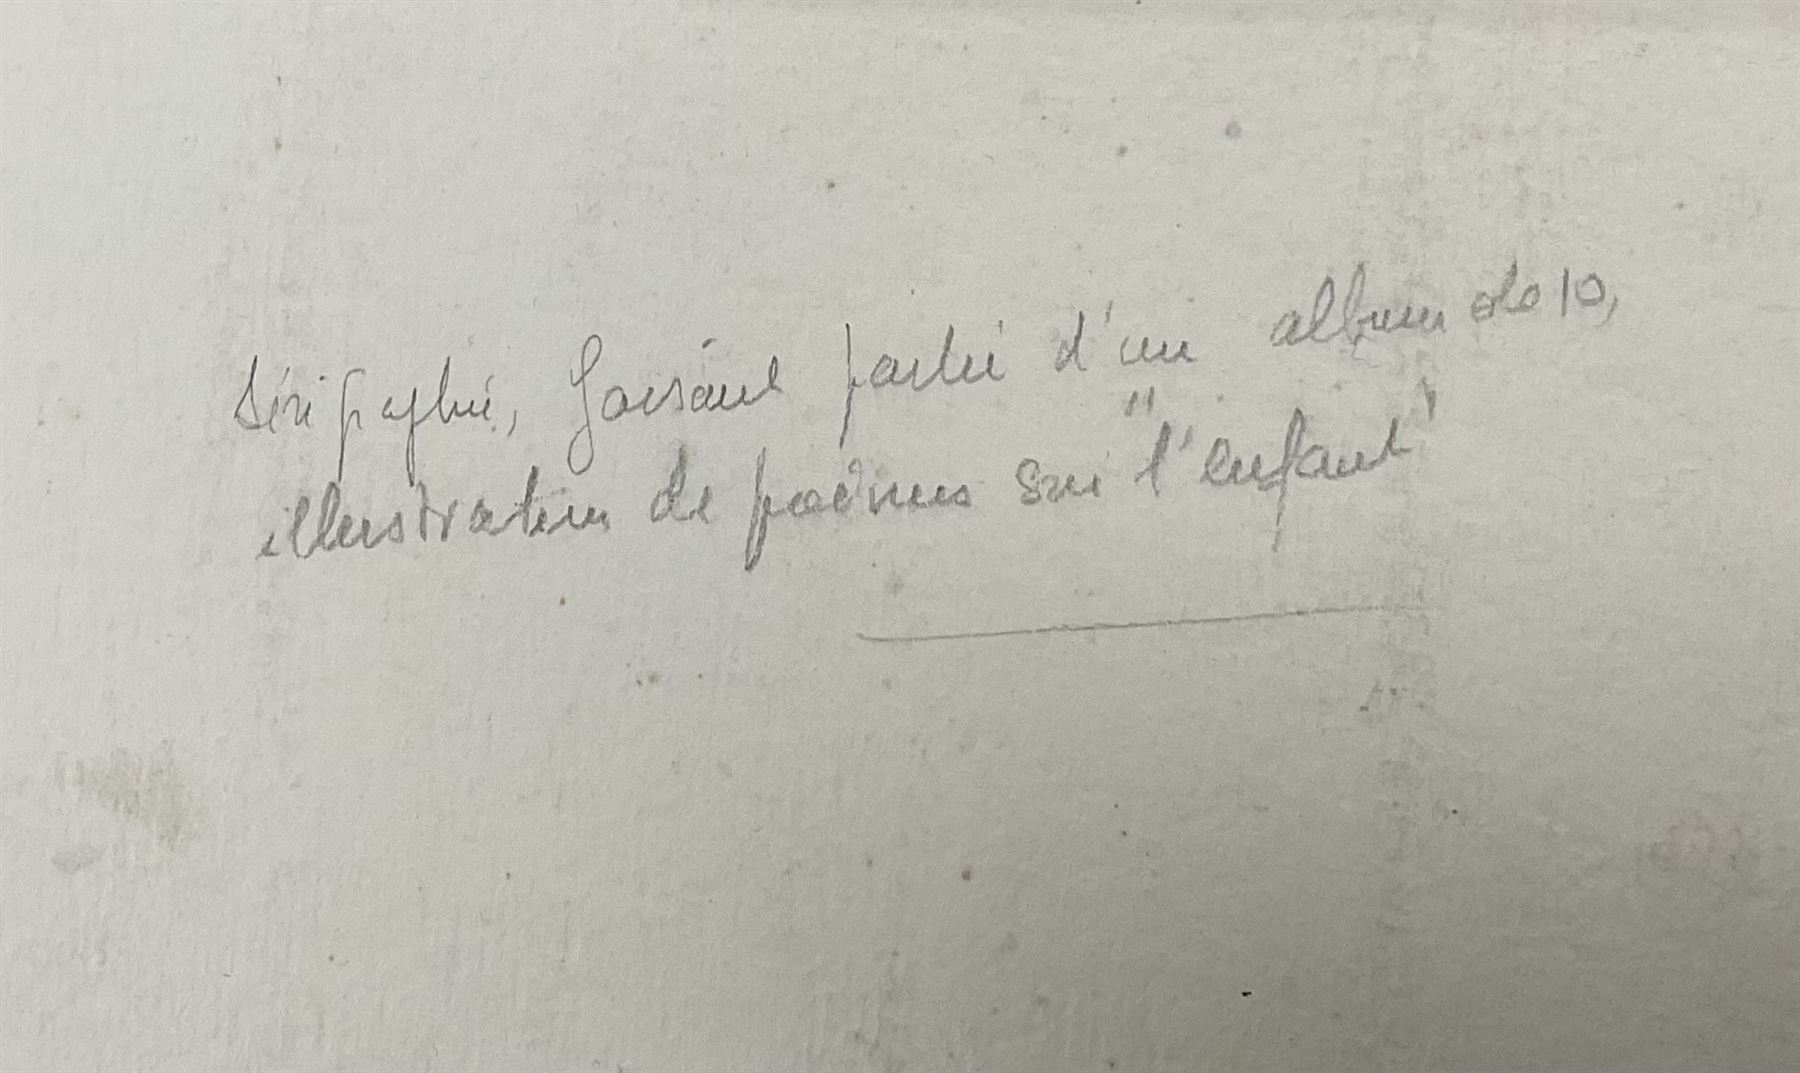 Sérigraphie, faisant partie d'un album de 10,
illustration de poèmes sur "l'enfant"